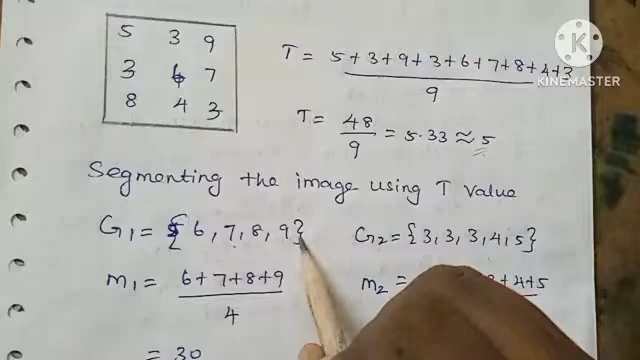 5 3 9
3 6 7
8 4 3
T = 5+3+9+3+6+7+8+4+3 / 9
T = 48/9 = 5.33 ≈ 5
KINEMASTER
Segmenting the image using T value
G1 = { 6, 7, 8, 9}
G2 = {3, 3, 3, 4, 5}
m1 = 6+7+8+9 / 4
m2 = 3+4+5
= 30